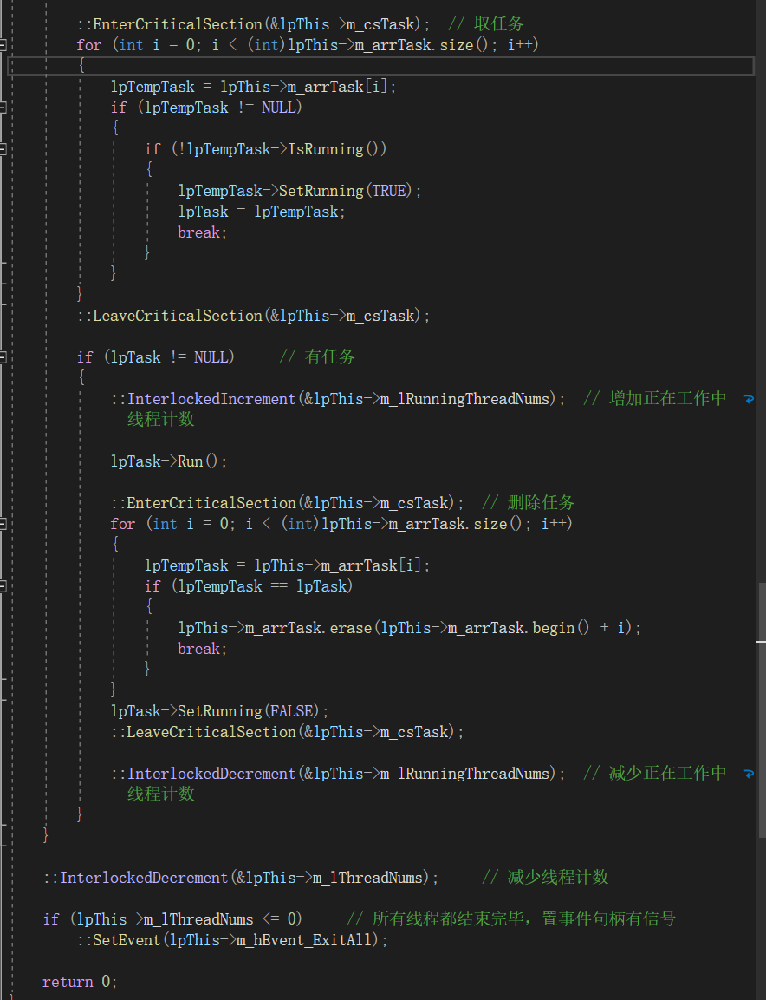 ::EnterCriticalSection(&lpThis->m_csTask);  // 取任务
for (int i = 0; i < (int)lpThis->m_arrTask.size(); i++)
{
    lpTempTask = lpThis->m_arrTask[i];
    if (lpTempTask != NULL)
    {
        if (!lpTempTask->IsRunning())
        {
            lpTempTask->SetRunning(TRUE);
            lpTask = lpTempTask;
            break;
        }
    }
}
::LeaveCriticalSection(&lpThis->m_csTask);
if (lpTask != NULL)     // 有任务
{
    ::InterlockedIncrement(&lpThis->m_lRunningThreadNums);  // 增加正在工作中
      线程计数
    lpTask->Run();
    ::EnterCriticalSection(&lpThis->m_csTask);  // 删除任务
    for (int i = 0; i < (int)lpThis->m_arrTask.size(); i++)
    {
        lpTempTask = lpThis->m_arrTask[i];
        if (lpTempTask == lpTask)
        {
            lpThis->m_arrTask.erase(lpThis->m_arrTask.begin() + i);
            break;
        }
    }
    lpTask->SetRunning(FALSE);
    ::LeaveCriticalSection(&lpThis->m_csTask);
    ::InterlockedDecrement(&lpThis->m_lRunningThreadNums);  // 减少正在工作中
      线程计数
}
}
::InterlockedDecrement(&lpThis->m_lThreadNums);     // 减少线程计数
if (lpThis->m_lThreadNums <= 0)     // 所有线程都结束完毕，置事件句柄有信号
    ::SetEvent(lpThis->m_hEvent_ExitAll);
return 0;